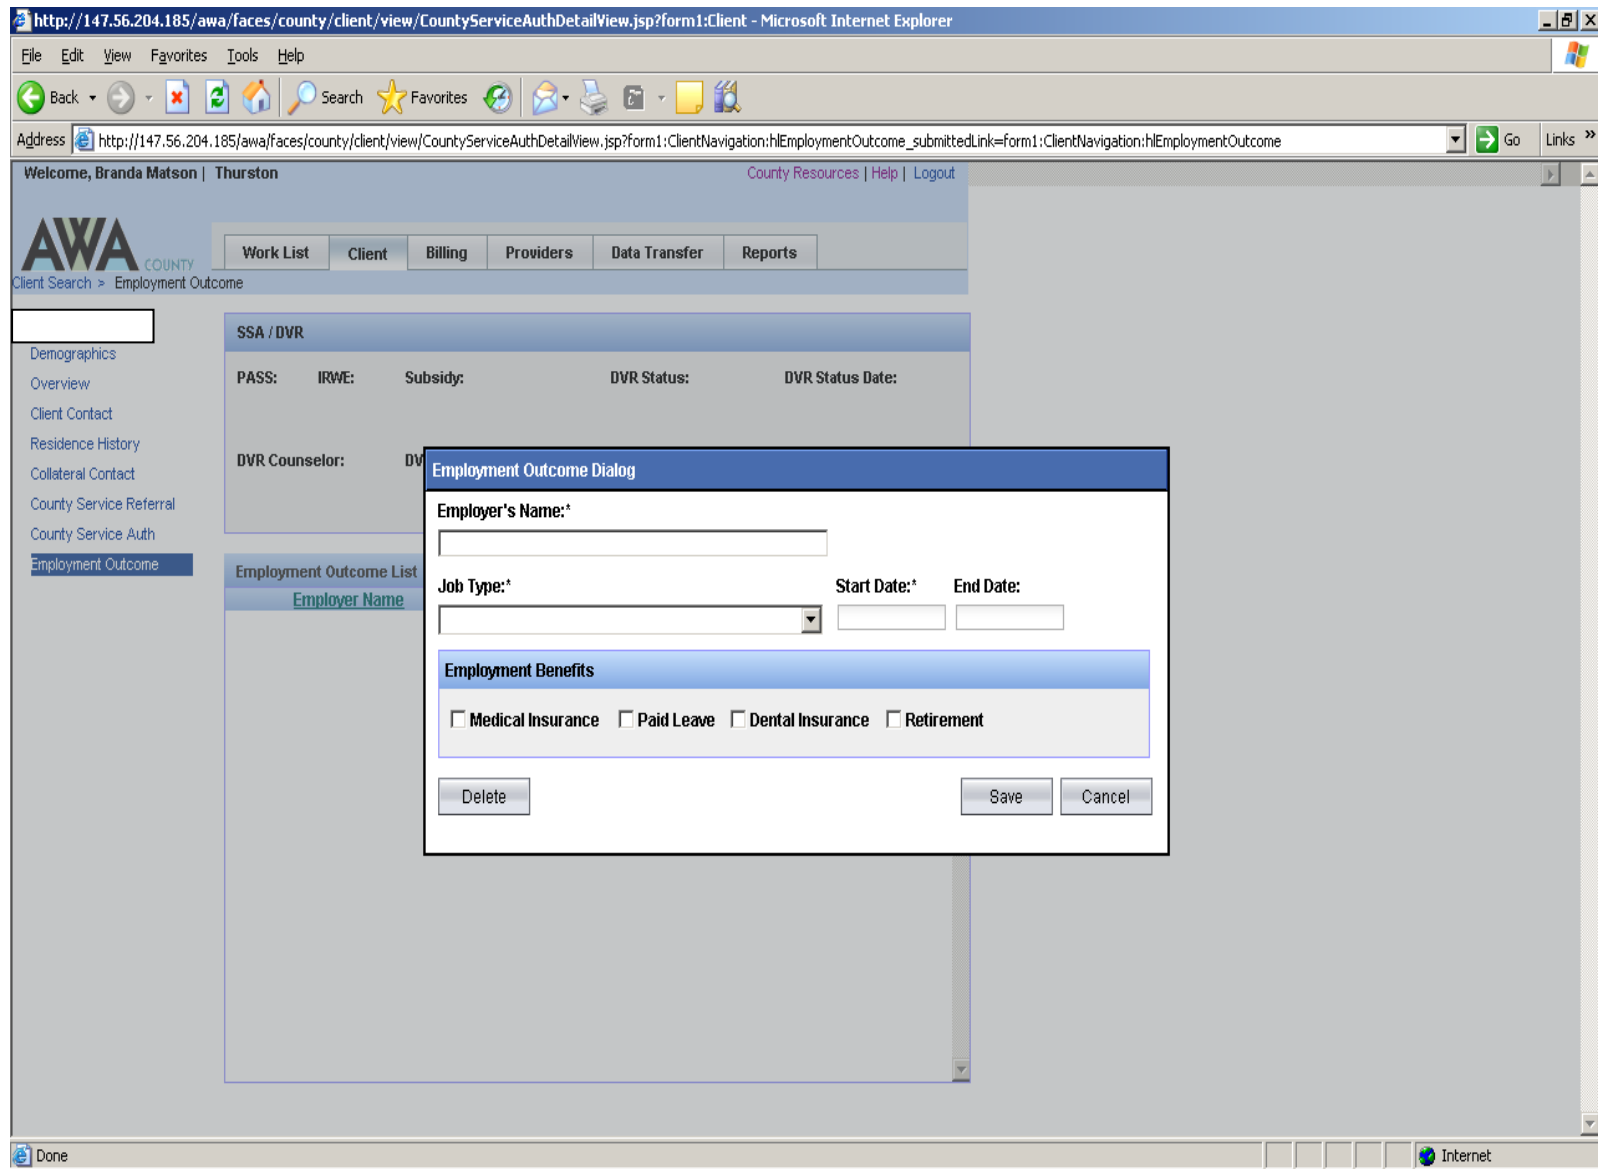 http://147.56.204.185/awa/faces/county/client/view/CountyServiceAuthDetailView.jsp?form1:Client - Microsoft Internet Explorer
File Edit View Favorites Tools Help
Back Search Favorites
Address http://147.56.204.185/awa/faces/county/client/view/CountyServiceAuthDetailView.jsp?form1:ClientNavigation:hlEmploymentOutcome_submittedLink=form1:ClientNavigation:hlEmploymentOutcome Go Links »
Welcome, Branda Matson | Thurston County Resources | Help | Logout
AWA COUNTY
Work List Client Billing Providers Data Transfer Reports
Client Search > Employment Outcome
Demographics
Overview
Client Contact
Residence History
Collateral Contact
County Service Referral
County Service Auth
Employment Outcome
SSA / DVR
PASS: IRWE: Subsidy: DVR Status: DVR Status Date:
DVR Counselor: DV
Employment Outcome List
Employer Name
Employment Outcome Dialog
Employer's Name:*
Job Type:* Start Date:* End Date:
Employment Benefits
Medical Insurance Paid Leave Dental Insurance Retirement
Delete Save Cancel
Done Internet